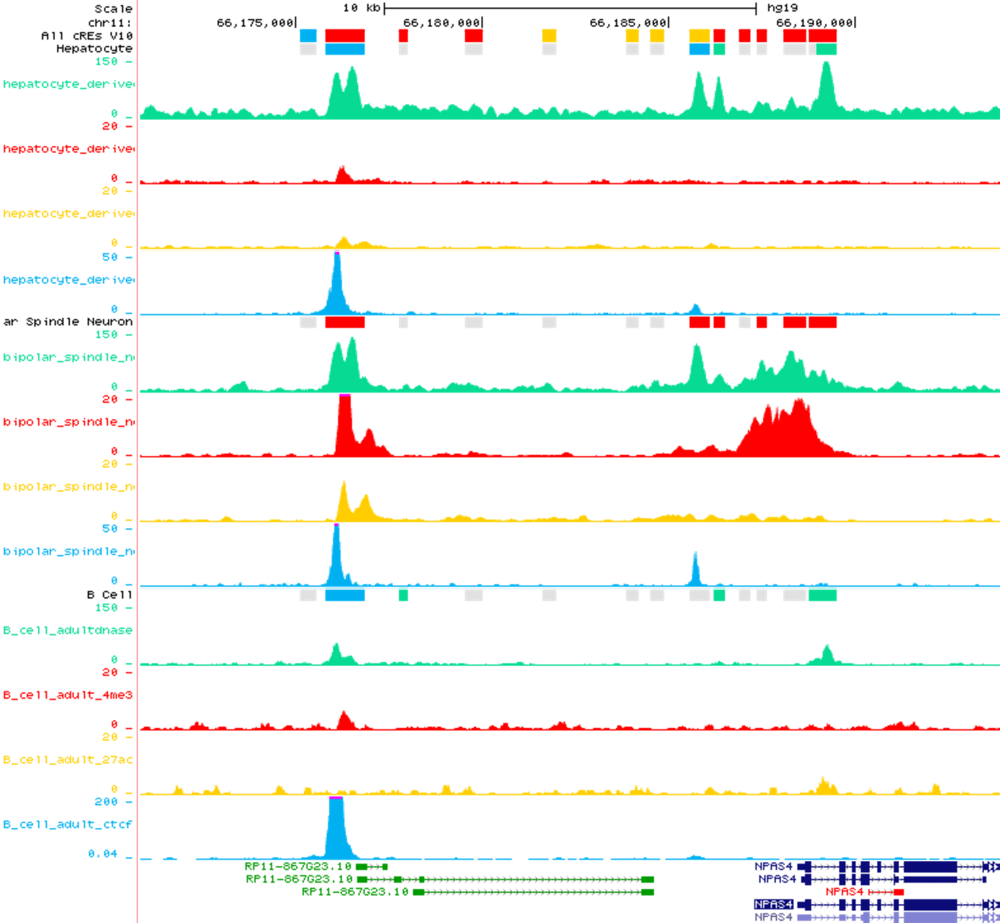 Scale 10 kb hg19
chr11: 66,175,000 66,180,000 66,185,000 66,190,000
All cREs V10
Hepatocyte
150
hepatocyte_derive
0
20
hepatocyte_derive
0
20
hepatocyte_derive
0
50
hepatocyte_derive
0
ar Spindle Neuron
150
bipolar_spindle_n
0
20
bipolar_spindle_n
0
20
bipolar_spindle_n
0
50
bipolar_spindle_n
0
B Cell
150
B_cell_adultdnase
0
20
B_cell_adult_4me3
0
20
B_cell_adult_27ac
0
200
B_cell_adult_ctcf
0.04
RP11-867G23.10 NPAS4
RP11-867G23.10 NPAS4
RP11-867G23.10 NPAS4
NPAS4
NPAS4